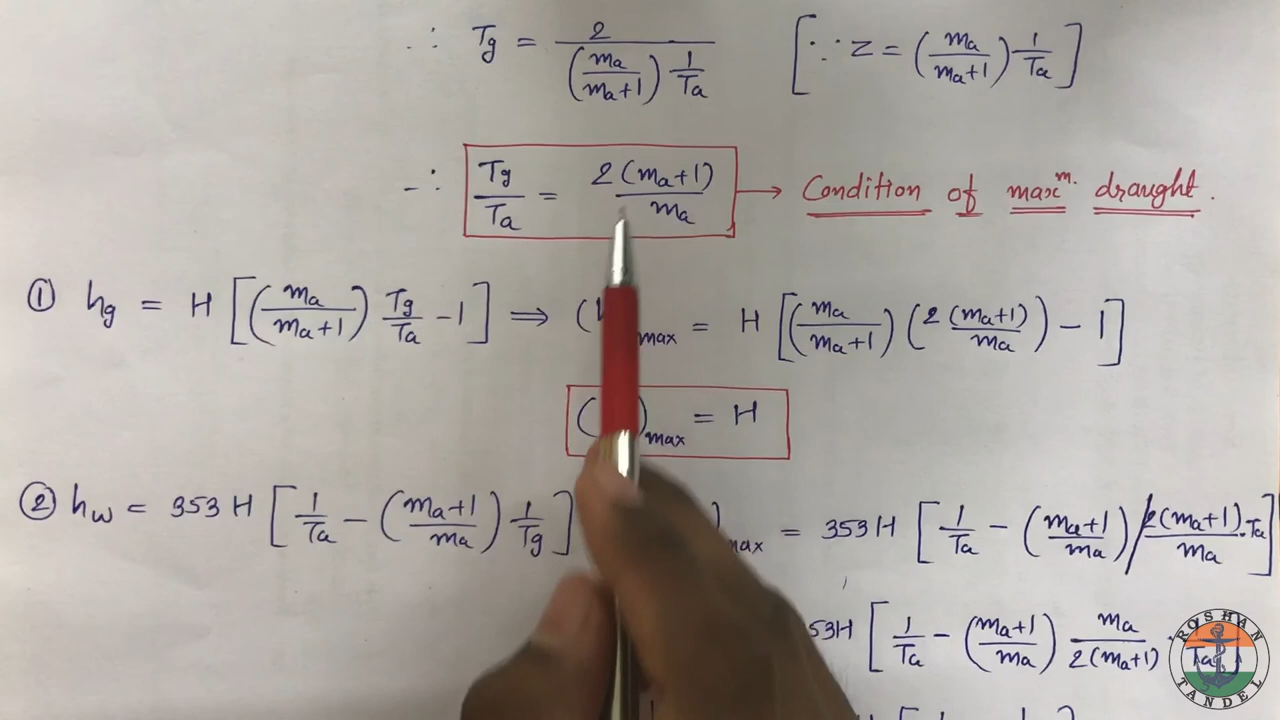 ∴ Tg = 2 / ((ma/(ma+1)) 1/Ta) [∵ z = (ma/(ma+1)) 1/Ta]
∴ Tg/Ta = 2(ma+1)/ma → Condition of maxᵐ. draught.
① hg = H [(ma/(ma+1)) Tg/Ta - 1] ⇒ ( max = H [(ma/(ma+1)) (2(ma+1)/ma) - 1]
( )max = H
② hw = 353 H [1/Ta - ((ma+1)/ma) 1/Tg] )max = 353 H [1/Ta - ((ma+1)/ma) / 2(ma+1)/ma . Ta]
53H [1/Ta - ((ma+1)/ma) ma/2(ma+1) Ta
ROSHAN
TANDEL